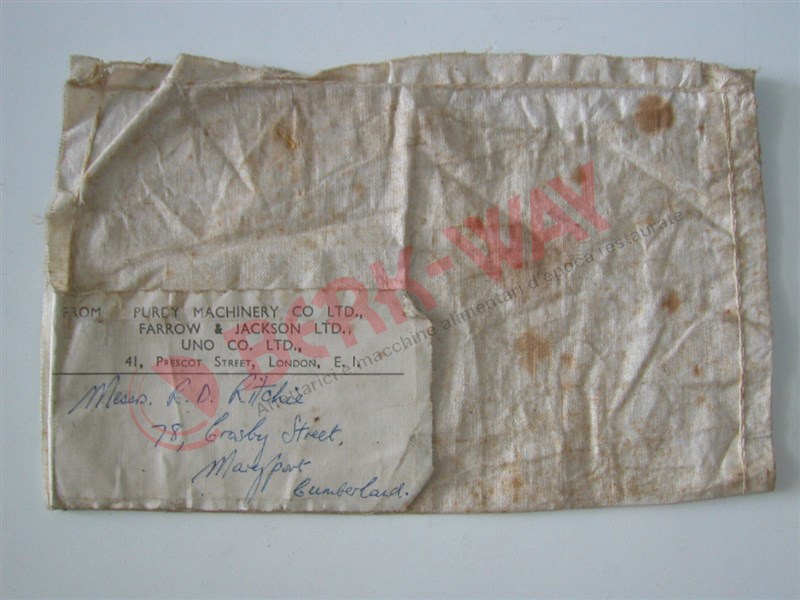 FROM PURDY MACHINERY CO LTD.,
FARROW & JACKSON LTD.,
UNO CO. LTD.,
41, PRESCOT STREET, LONDON, E.1.
Messrs. R. D. Ritchie
78, Crosby Street,
Maryport
Cumberland.
BERK-WAY
macchine alimentari d'epoca restaurate